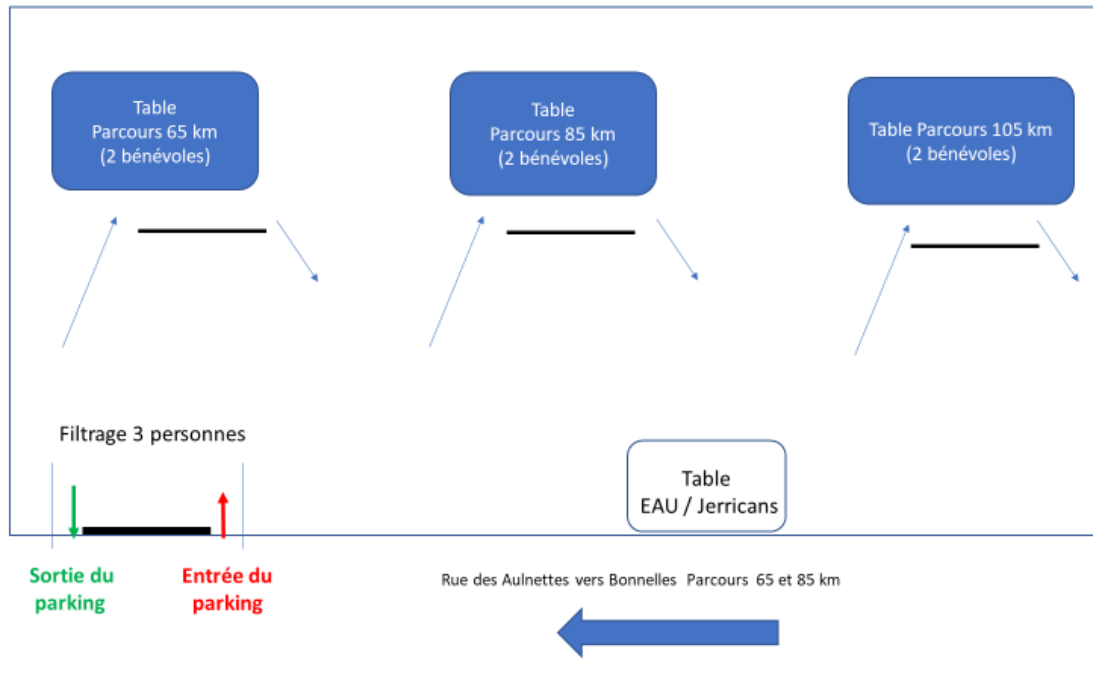 Table
Parcours 65 km
(2 bénévoles)
Table
Parcours 85 km
(2 bénévoles)
Table Parcours 105 km
(2 bénévoles)
Filtrage 3 personnes
Table
EAU / Jerricans
Sortie du
parking
Entrée du
parking
Rue des Aulnettes vers Bonnelles Parcours 65 et 85 km